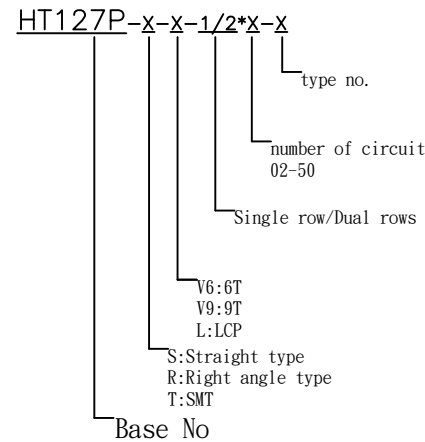 HT127P-X-X-1/2*X-X
type no.
number of circuit
02-50
Single row/Dual rows
V6:6T
V9:9T
L:LCP
S:Straight type
R:Right angle type
T:SMT
Base No